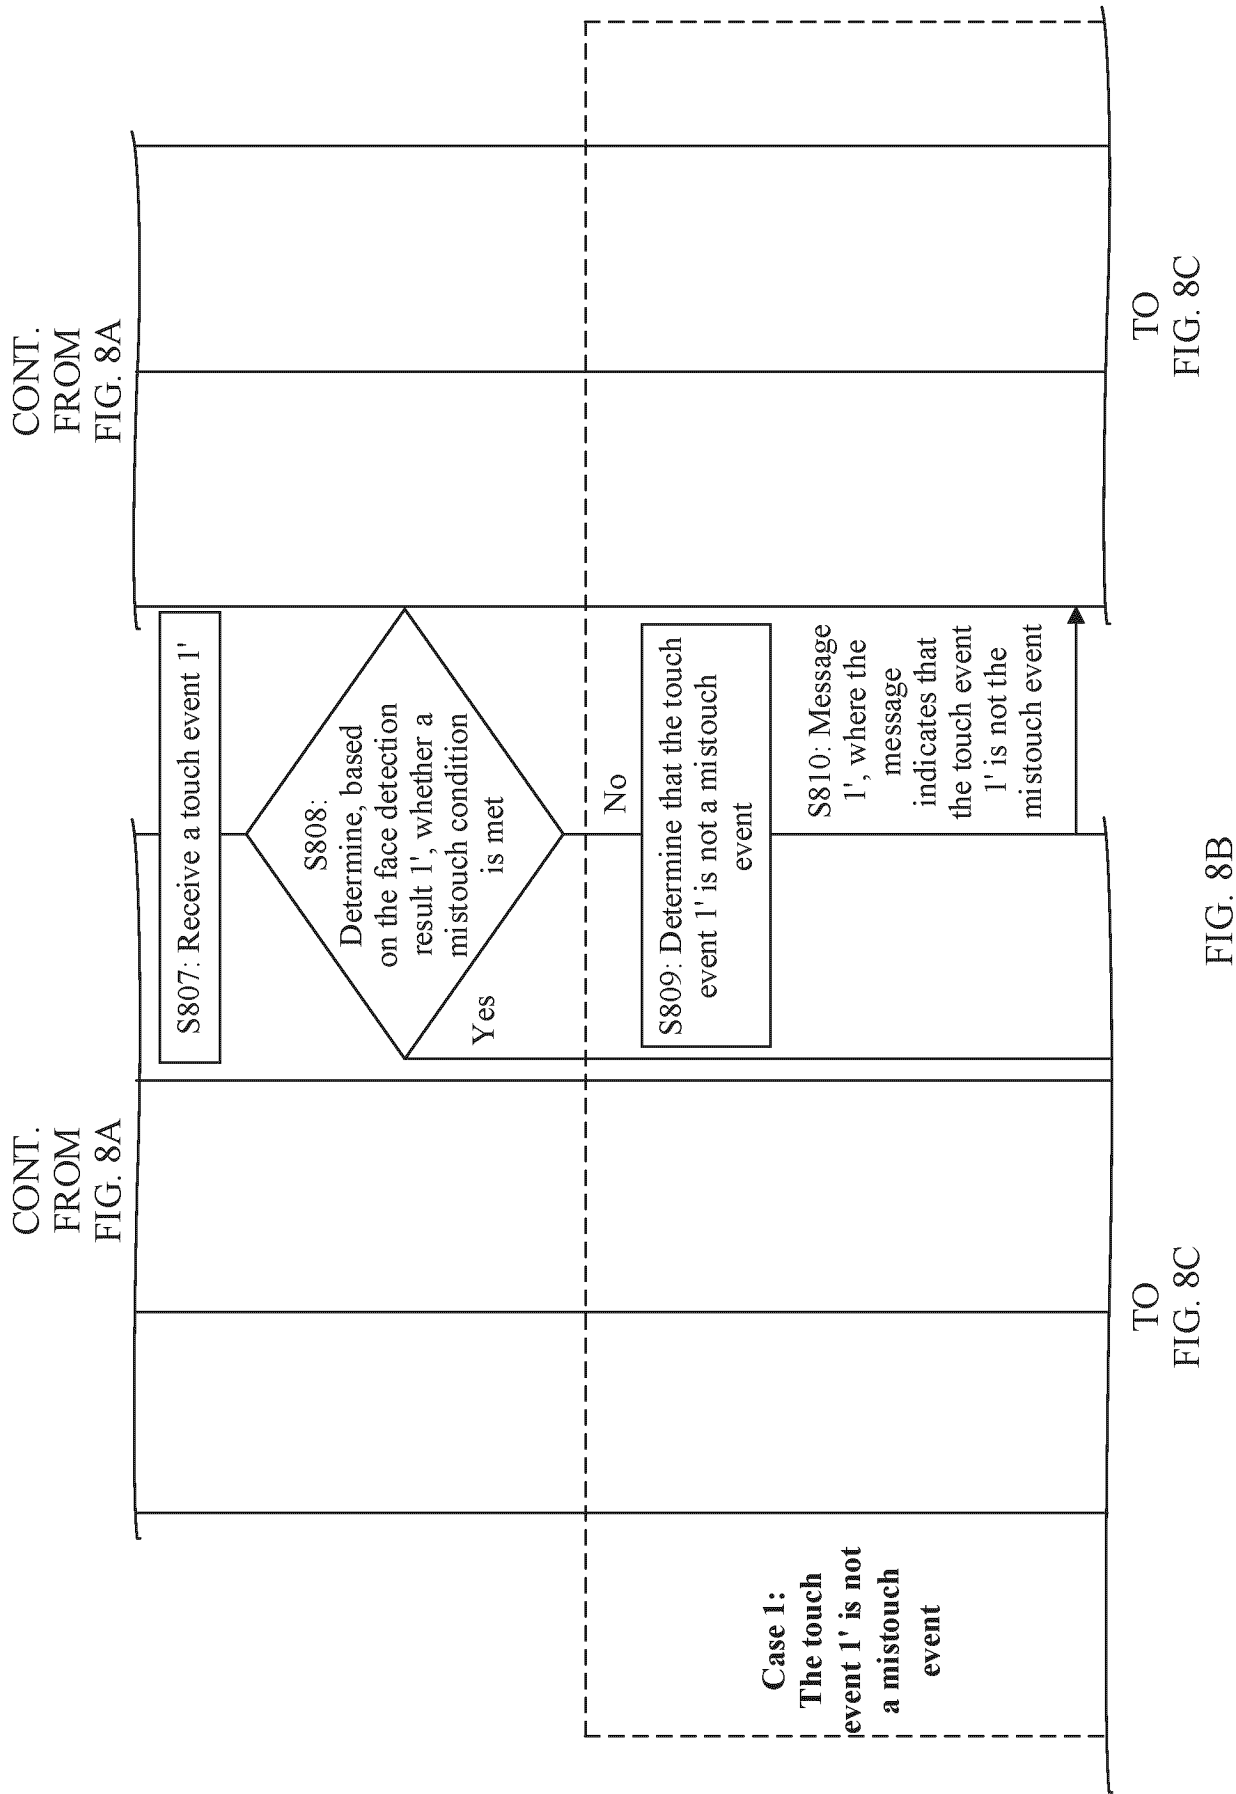 CONT.
FROM
FIG. 8A
CONT.
FROM
FIG. 8A
S807: Receive a touch event 1'
S808:
Determine, based
on the face detection
result 1', whether a
mistouch condition
is met
Yes
No
Case 1:
The touch
event 1' is not
a mistouch
event
S809: Determine that the touch
event 1' is not a mistouch
event
S810: Message
1', where the
message
indicates that
the touch event
1' is not the
mistouch event
TO
FIG. 8C
TO
FIG. 8C
FIG. 8B